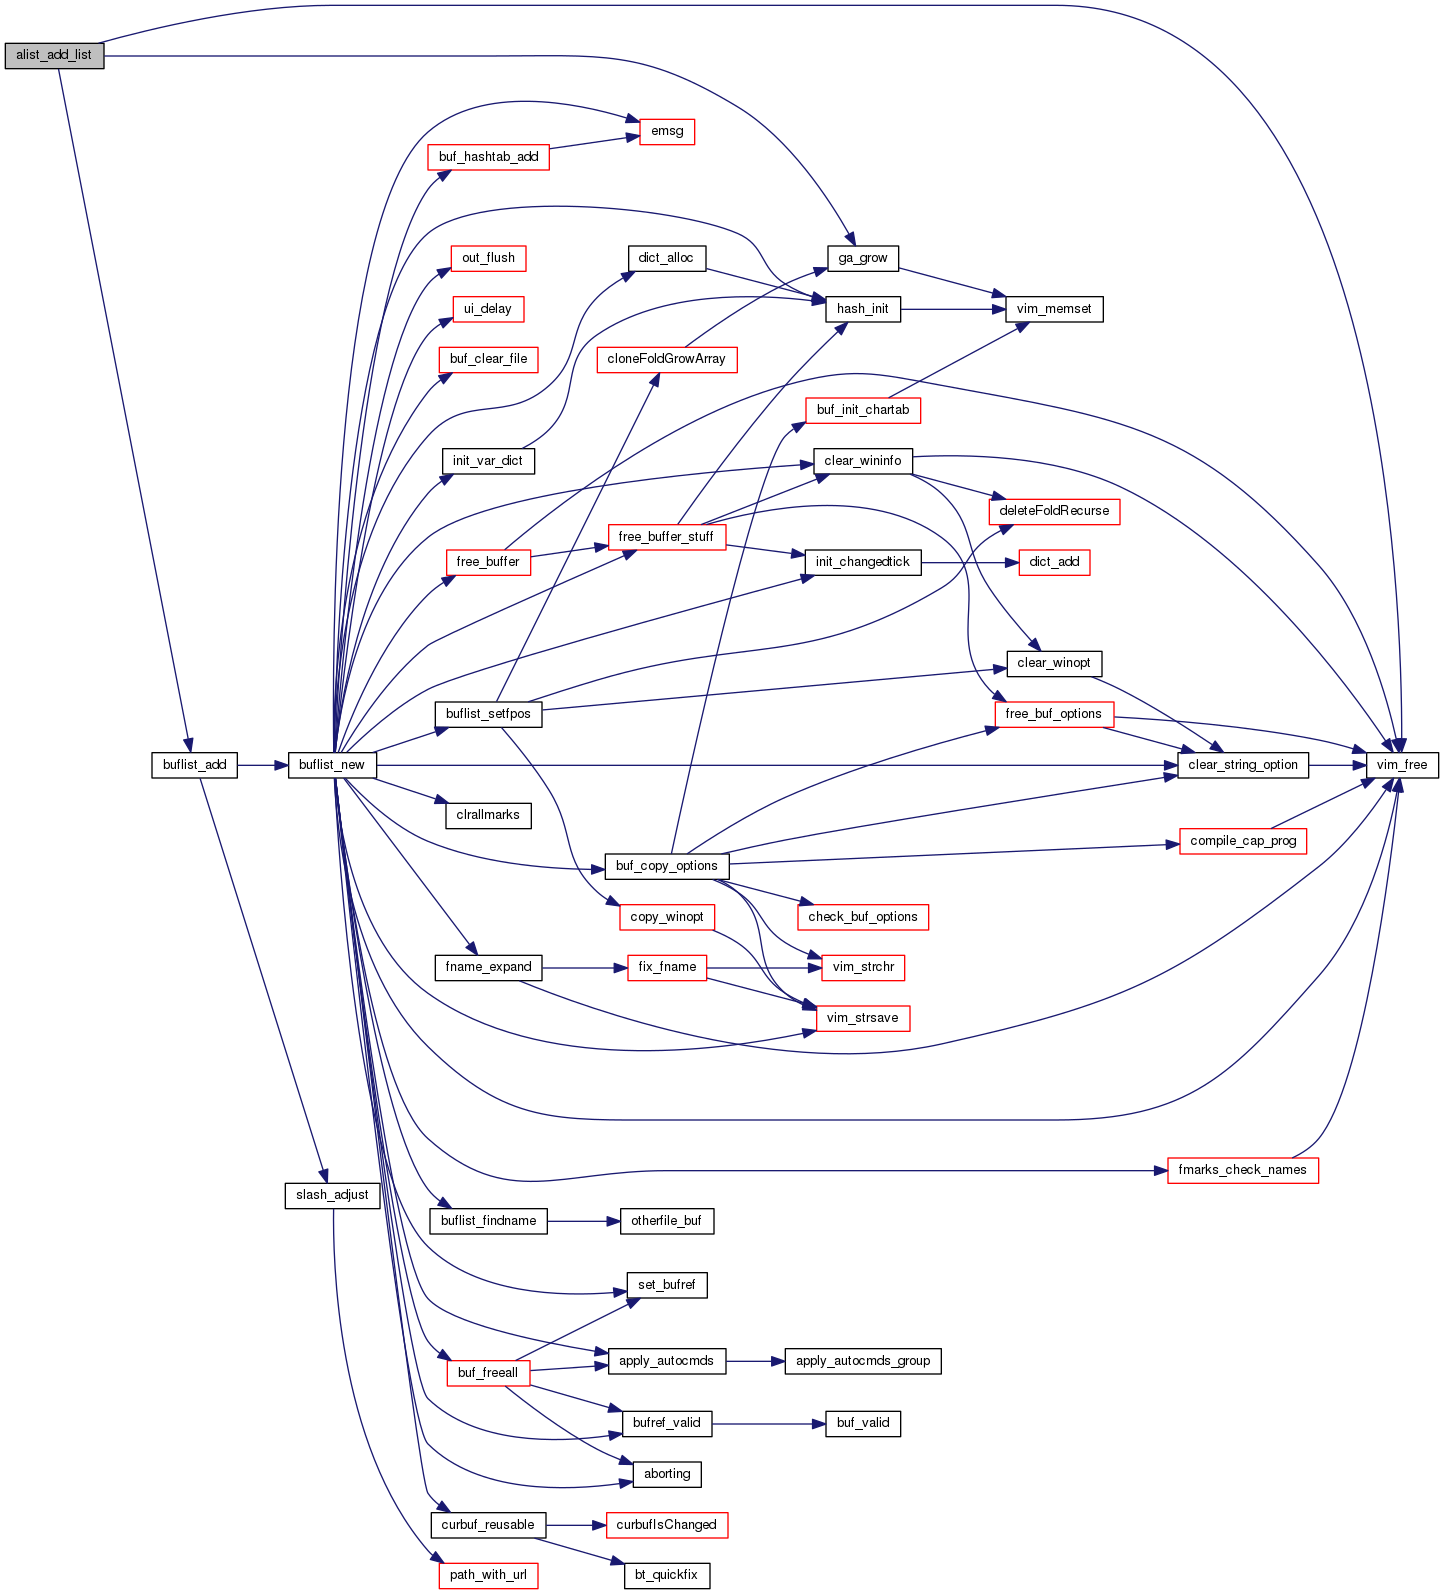 alist_add_list
emsg
buf_hashtab_add
out_flush
dict_alloc
ga_grow
ui_delay
hash_init
vim_memset
buf_clear_file
cloneFoldGrowArray
buf_init_chartab
init_var_dict
clear_wininfo
deleteFoldRecurse
free_buffer_stuff
free_buffer
init_changedtick
dict_add
clear_winopt
buflist_setfpos
free_buf_options
buflist_add
buflist_new
clear_string_option
vim_free
clrallmarks
compile_cap_prog
buf_copy_options
copy_winopt
check_buf_options
fname_expand
fix_fname
vim_strchr
vim_strsave
fmarks_check_names
slash_adjust
buflist_findname
otherfile_buf
set_bufref
buf_freeall
apply_autocmds
apply_autocmds_group
bufref_valid
buf_valid
aborting
curbuf_reusable
curbufIsChanged
path_with_url
bt_quickfix